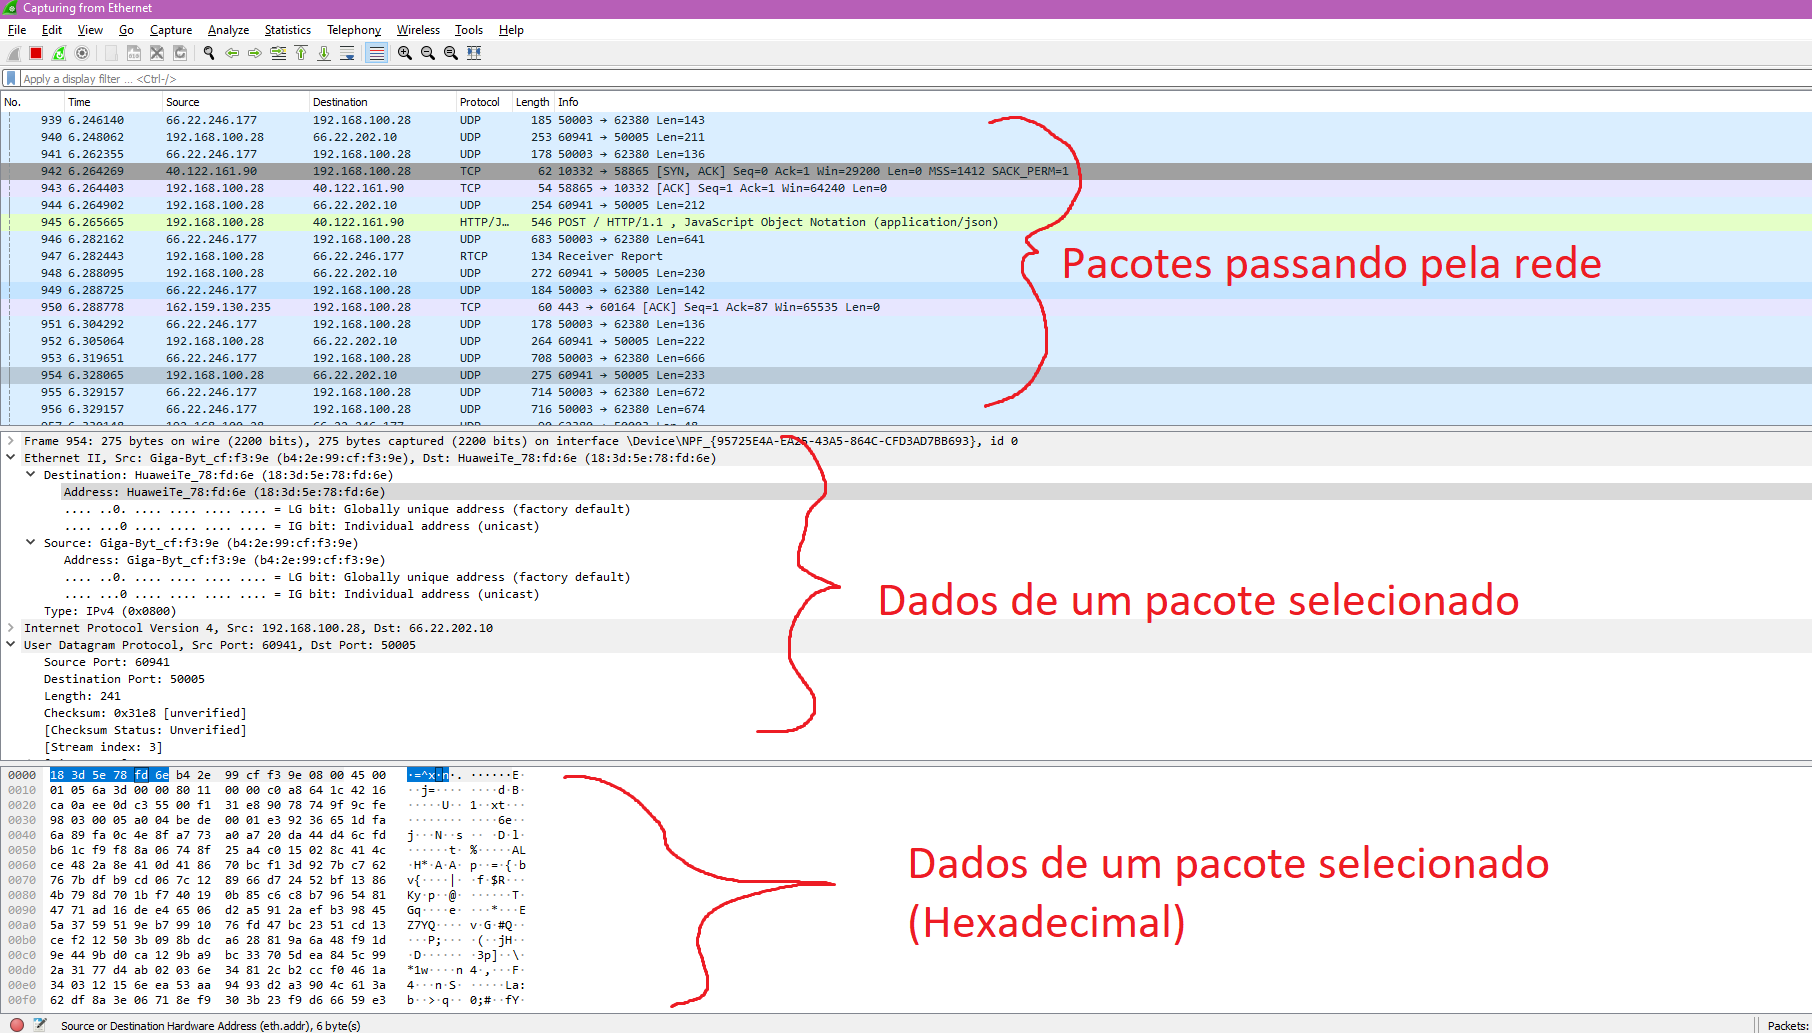 Capturing from Ethernet
File Edit View Go Capture Analyze Statistics Telephony Wireless Tools Help
Apply a display filter ... <Ctrl-/>
No. Time Source Destination Protocol Length Info
939 6.246140 66.22.246.177 192.168.100.28 UDP 185 50003 → 62380 Len=143
940 6.248062 192.168.100.28 66.22.202.10 UDP 253 60941 → 50005 Len=211
941 6.262355 66.22.246.177 192.168.100.28 UDP 178 50003 → 62380 Len=136
942 6.264269 40.122.161.90 192.168.100.28 TCP 62 10332 → 58865 [SYN, ACK] Seq=0 Ack=1 Win=29200 Len=0 MSS=1412 SACK_PERM=1
943 6.264403 192.168.100.28 40.122.161.90 TCP 54 58865 → 10332 [ACK] Seq=1 Ack=1 Win=64240 Len=0
944 6.264902 192.168.100.28 66.22.202.10 UDP 254 60941 → 50005 Len=212
945 6.265665 192.168.100.28 40.122.161.90 HTTP/J… 546 POST / HTTP/1.1 , JavaScript Object Notation (application/json)
946 6.282162 66.22.246.177 192.168.100.28 UDP 683 50003 → 62380 Len=641
947 6.282443 192.168.100.28 66.22.246.177 RTCP 134 Receiver Report
948 6.288095 192.168.100.28 66.22.202.10 UDP 272 60941 → 50005 Len=230
949 6.288725 66.22.246.177 192.168.100.28 UDP 184 50003 → 62380 Len=142
950 6.288778 162.159.130.235 192.168.100.28 TCP 60 443 → 60164 [ACK] Seq=1 Ack=87 Win=65535 Len=0
951 6.304292 66.22.246.177 192.168.100.28 UDP 178 50003 → 62380 Len=136
952 6.305064 192.168.100.28 66.22.202.10 UDP 264 60941 → 50005 Len=222
953 6.319651 66.22.246.177 192.168.100.28 UDP 708 50003 → 62380 Len=666
954 6.328065 192.168.100.28 66.22.202.10 UDP 275 60941 → 50005 Len=233
955 6.329157 66.22.246.177 192.168.100.28 UDP 714 50003 → 62380 Len=672
956 6.329157 66.22.246.177 192.168.100.28 UDP 716 50003 → 62380 Len=674
Pacotes passando pela rede
Frame 954: 275 bytes on wire (2200 bits), 275 bytes captured (2200 bits) on interface \Device\NPF_{95725E4A-EA25-43A5-864C-CFD3AD7BB693}, id 0
Ethernet II, Src: Giga-Byt_cf:f3:9e (b4:2e:99:cf:f3:9e), Dst: HuaweiTe_78:fd:6e (18:3d:5e:78:fd:6e)
Destination: HuaweiTe_78:fd:6e (18:3d:5e:78:fd:6e)
Address: HuaweiTe_78:fd:6e (18:3d:5e:78:fd:6e)
.... ..0. .... .... .... .... = LG bit: Globally unique address (factory default)
.... ...0 .... .... .... .... = IG bit: Individual address (unicast)
Source: Giga-Byt_cf:f3:9e (b4:2e:99:cf:f3:9e)
Address: Giga-Byt_cf:f3:9e (b4:2e:99:cf:f3:9e)
.... ..0. .... .... .... .... = LG bit: Globally unique address (factory default)
.... ...0 .... .... .... .... = IG bit: Individual address (unicast)
Type: IPv4 (0x0800)
Internet Protocol Version 4, Src: 192.168.100.28, Dst: 66.22.202.10
User Datagram Protocol, Src Port: 60941, Dst Port: 50005
Source Port: 60941
Destination Port: 50005
Length: 241
Checksum: 0x31e8 [unverified]
[Checksum Status: Unverified]
[Stream index: 3]
Dados de um pacote selecionado
0000 18 3d 5e 78 fd 6e b4 2e 99 cf f3 9e 08 00 45 00 ·=^x·n·. ······E·
0010 01 05 6a 3d 00 00 80 11 00 00 c0 a8 64 1c 42 16 ··j=···· ····d·B·
0020 ca 0a ee 0d c3 55 00 f1 31 e8 90 78 74 9f 9c fe ·····U·· 1··xt···
0030 98 03 00 05 a0 04 be de 00 01 e3 92 36 65 1d fa ········ ····6e··
0040 6a 89 fa 0c 4e 8f a7 73 a0 a7 20 da 44 d6 6c fd j···N··s ·· ·D·l·
0050 b6 1c f9 f8 8a 06 74 8f 25 a4 c0 15 02 8c 41 4c ······t· %·····AL
0060 ce 48 2a 8e 41 0d 41 86 70 bc f1 3d 92 7b c7 62 ·H*·A·A· p··=·{·b
0070 76 7b df b9 cd 06 7c 12 89 66 d7 24 52 bf 13 86 v{····|· ·f·$R···
0080 4b 79 8d 70 1b f7 40 19 0b 85 c6 c8 b7 96 54 81 Ky·p··@· ······T·
0090 47 71 ad 16 de e4 65 06 d2 a5 91 2a ef b3 98 45 Gq····e· ···*···E
00a0 5a 37 59 51 9e b7 99 10 76 fd 47 bc 23 51 cd 13 Z7YQ···· v·G·#Q··
00b0 ce f2 12 50 3b 09 8b dc a6 28 81 9a 6a 48 f9 1d ···P;··· ·(··jH··
00c0 9e 44 9b d0 ca 12 9b a9 bc 33 70 5d ea 84 5c 99 ·D······ ·3p]··\·
00d0 2a 31 77 d4 ab 02 03 6e 34 81 2c b2 cc f0 46 1a *1w····n 4·,···F·
00e0 34 03 12 15 6e ea 53 aa 94 93 d2 a3 90 4c 61 3a 4···n·S· ·····La:
00f0 62 df 8a 3e 06 71 8e f9 30 3b 23 f9 d6 66 59 e3 b··>·q·· 0;#··fY·
Dados de um pacote selecionado
(Hexadecimal)
Source or Destination Hardware Address (eth.addr), 6 byte(s)
Packets: